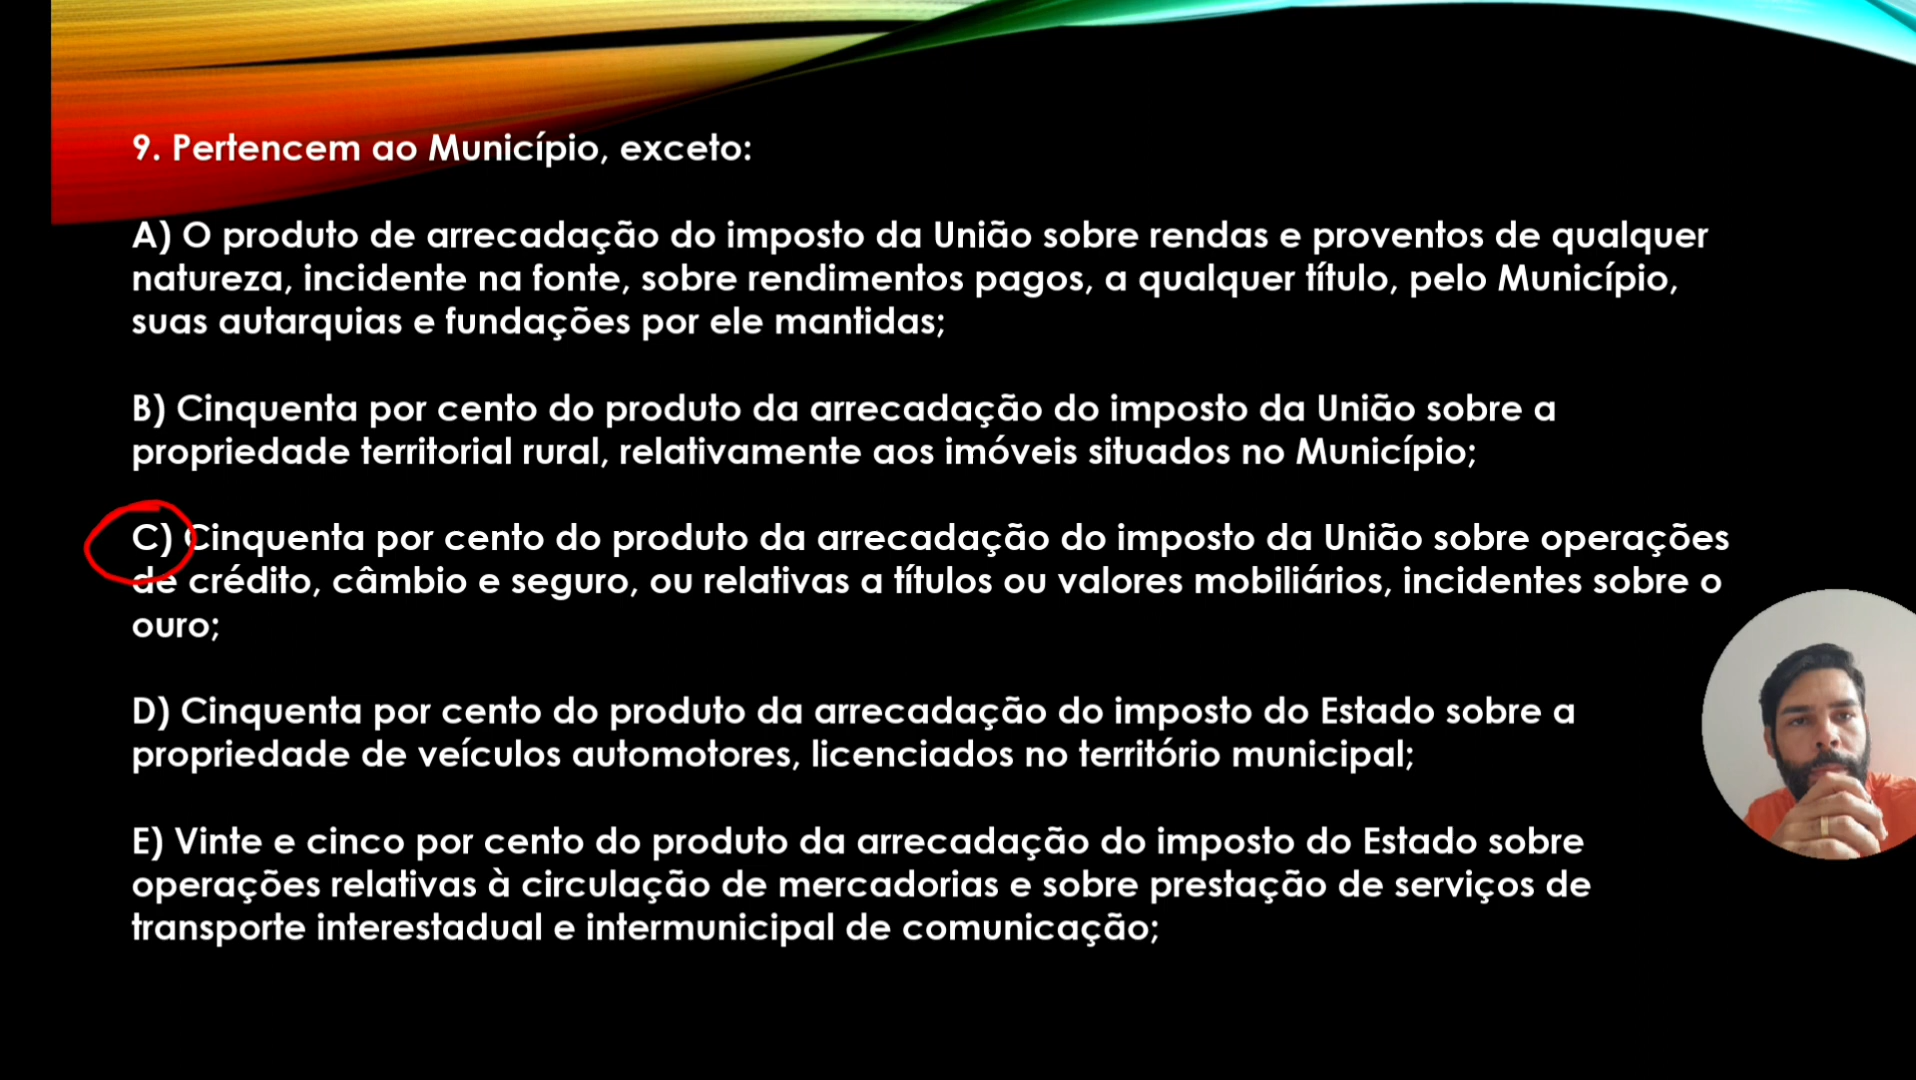 9. Pertencem ao Município, exceto:
A) O produto de arrecadação do imposto da União sobre rendas e proventos de qualquer
natureza, incidente na fonte, sobre rendimentos pagos, a qualquer título, pelo Município,
suas autarquias e fundações por ele mantidas;
B) Cinquenta por cento do produto da arrecadação do imposto da União sobre a
propriedade territorial rural, relativamente aos imóveis situados no Município;
C) Cinquenta por cento do produto da arrecadação do imposto da União sobre operações
de crédito, câmbio e seguro, ou relativas a títulos ou valores mobiliários, incidentes sobre o
ouro;
D) Cinquenta por cento do produto da arrecadação do imposto do Estado sobre a
propriedade de veículos automotores, licenciados no território municipal;
E) Vinte e cinco por cento do produto da arrecadação do imposto do Estado sobre
operações relativas à circulação de mercadorias e sobre prestação de serviços de
transporte interestadual e intermunicipal de comunicação;